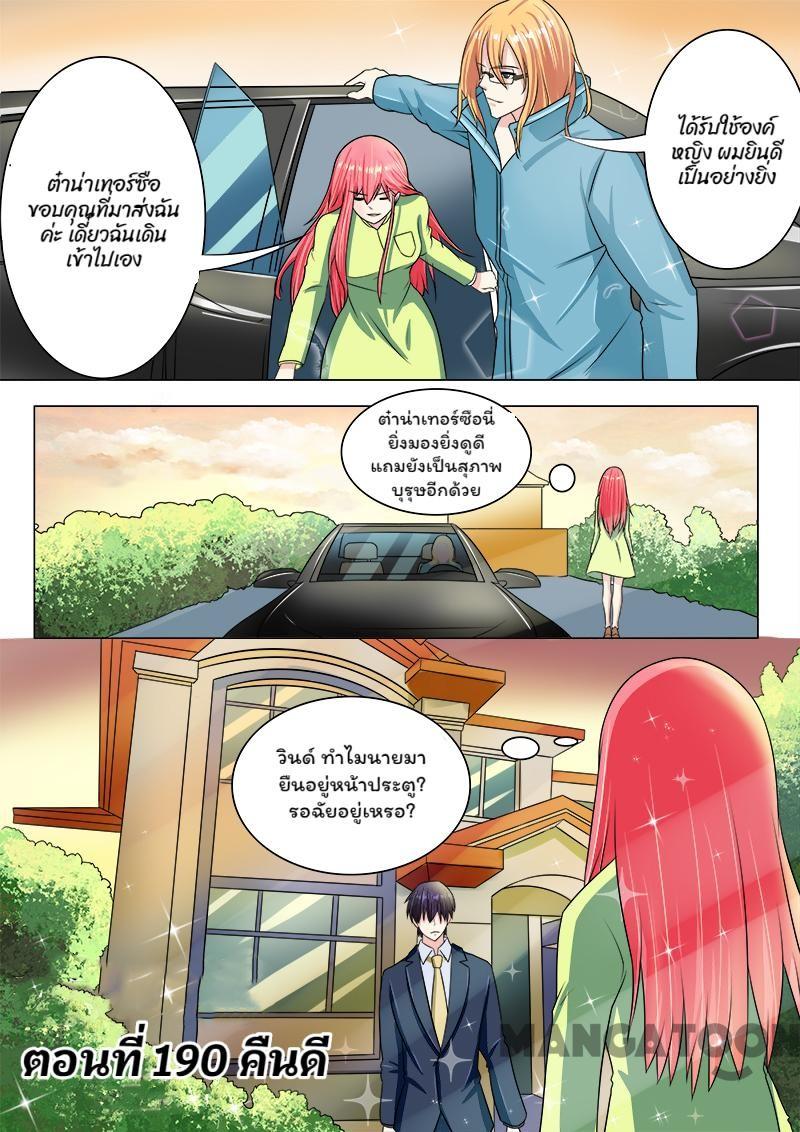 ต๋าน่าเทอร์ซือ
ขอบคุณที่มาส่งฉัน
ค่ะ เดี๋ยวฉันเดิน
เข้าไปเอง
ได้รับใช้องค์
หญิง ผมยินดี
เป็นอย่างยิ่ง
ต๋าน่าเทอร์ซือนี่
ยิ่งมองยิ่งดูดี
แถมยังเป็นสุภาพ
บุรุษอีกด้วย
วินด์ ทำไมนายมา
ยืนอยู่หน้าประตู?
รอฉัยอยู่เหรอ?
ตอนที่ 190 คืนดี
MANGATOON